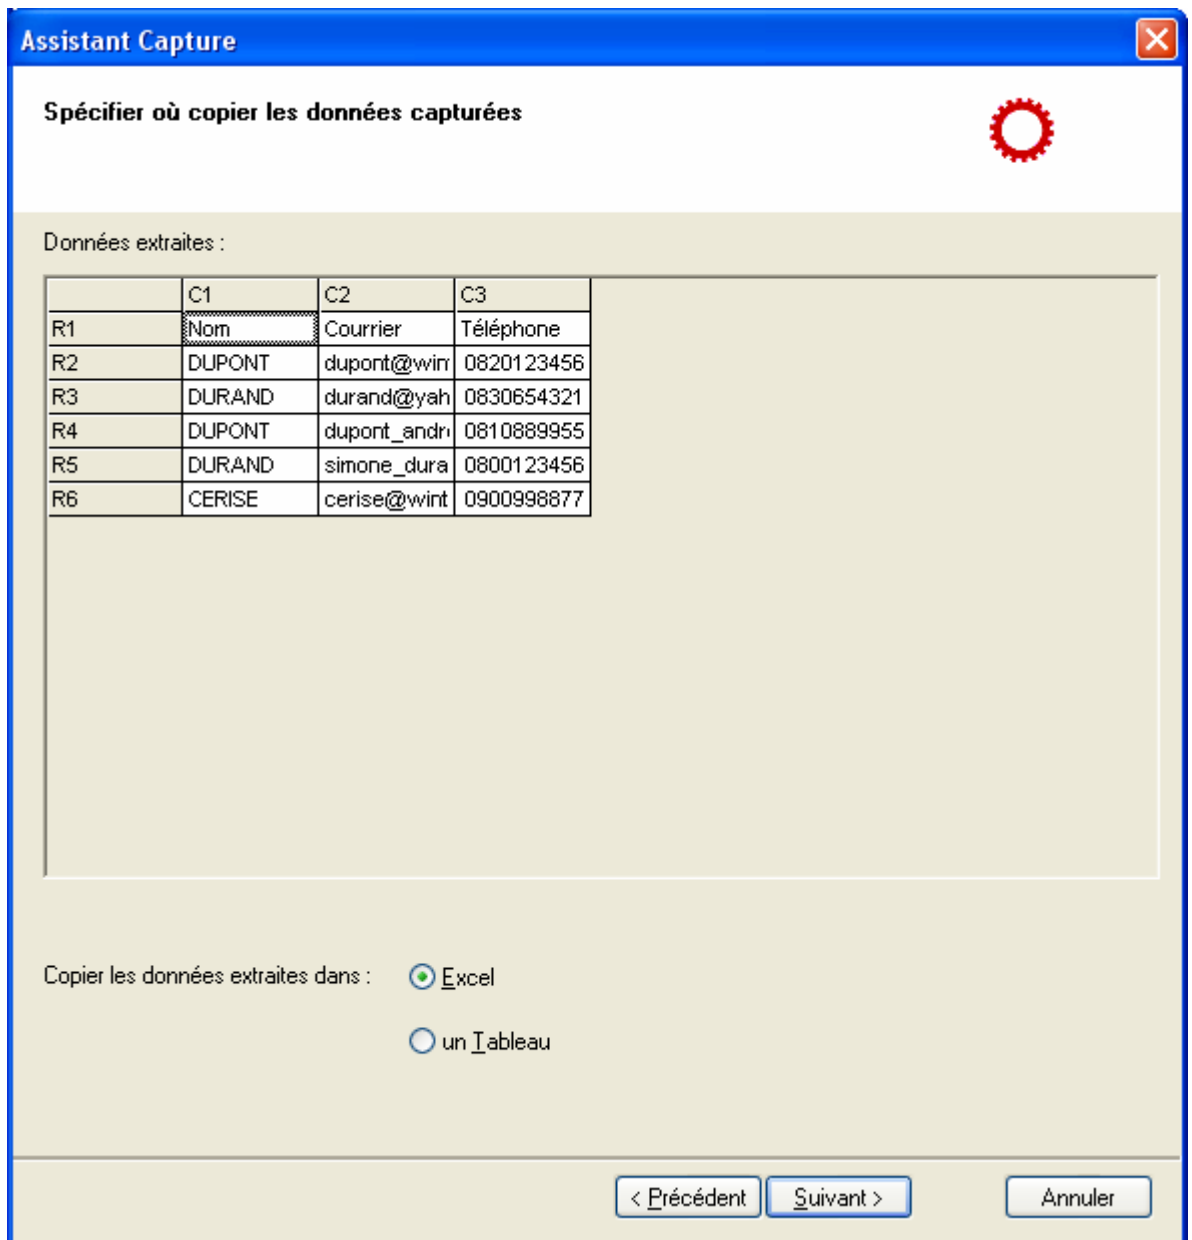 Assistant Capture
Spécifier où copier les données capturées
Données extraites :
C1 C2 C3
R1 Nom Courrier Téléphone
R2 DUPONT dupont@win 0820123456
R3 DURAND durand@yah 0830654321
R4 DUPONT dupont_andr 0810889955
R5 DURAND simone_dura 0800123456
R6 CERISE cerise@wint 0900998877
Copier les données extraites dans : Excel
un Tableau
< Précédent Suivant > Annuler